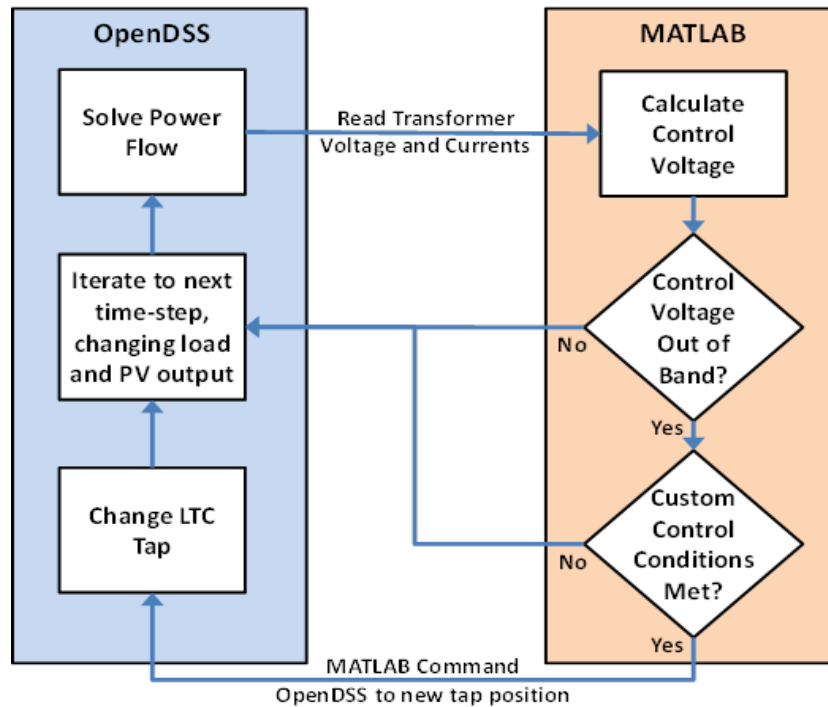 OpenDSS
Solve Power
Flow
Iterate to next
time-step,
changing load
and PV output
Change LTC
Tap
Read Transformer
Voltage and Currents
MATLAB
Calculate
Control
Voltage
Control
Voltage
Out of
Band?
No
Yes
Custom
Control
Conditions
Met?
No
Yes
MATLAB Command
OpenDSS to new tap position